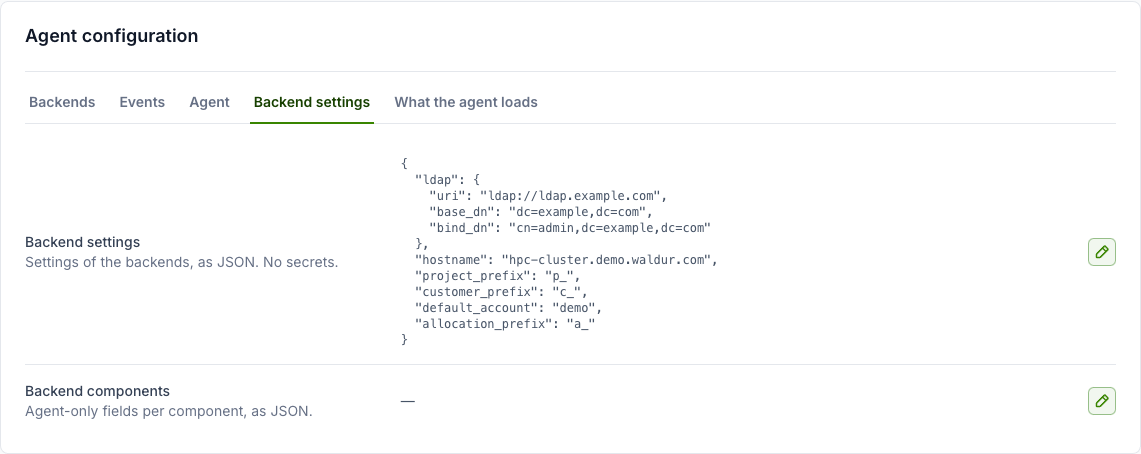 Agent configuration
Backends Events Agent Backend settings What the agent loads
{
  "ldap": {
    "uri": "ldap://ldap.example.com",
    "base_dn": "dc=example,dc=com",
    "bind_dn": "cn=admin,dc=example,dc=com"
  },
  "hostname": "hpc-cluster.demo.waldur.com",
  "project_prefix": "p_",
  "customer_prefix": "c_",
  "default_account": "demo",
  "allocation_prefix": "a_"
}
Backend settings
Settings of the backends, as JSON. No secrets.
Backend components
Agent-only fields per component, as JSON.
—